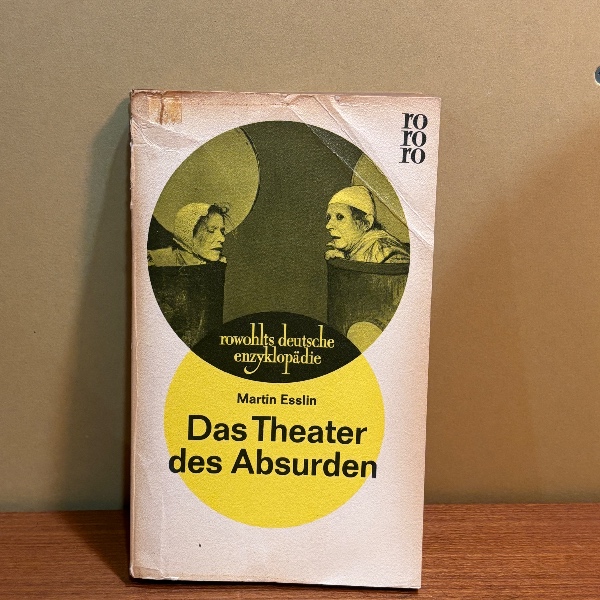 ro
ro
ro
rowohlts deutsche
enzyklopädie
Martin Esslin
Das Theater
des Absurden